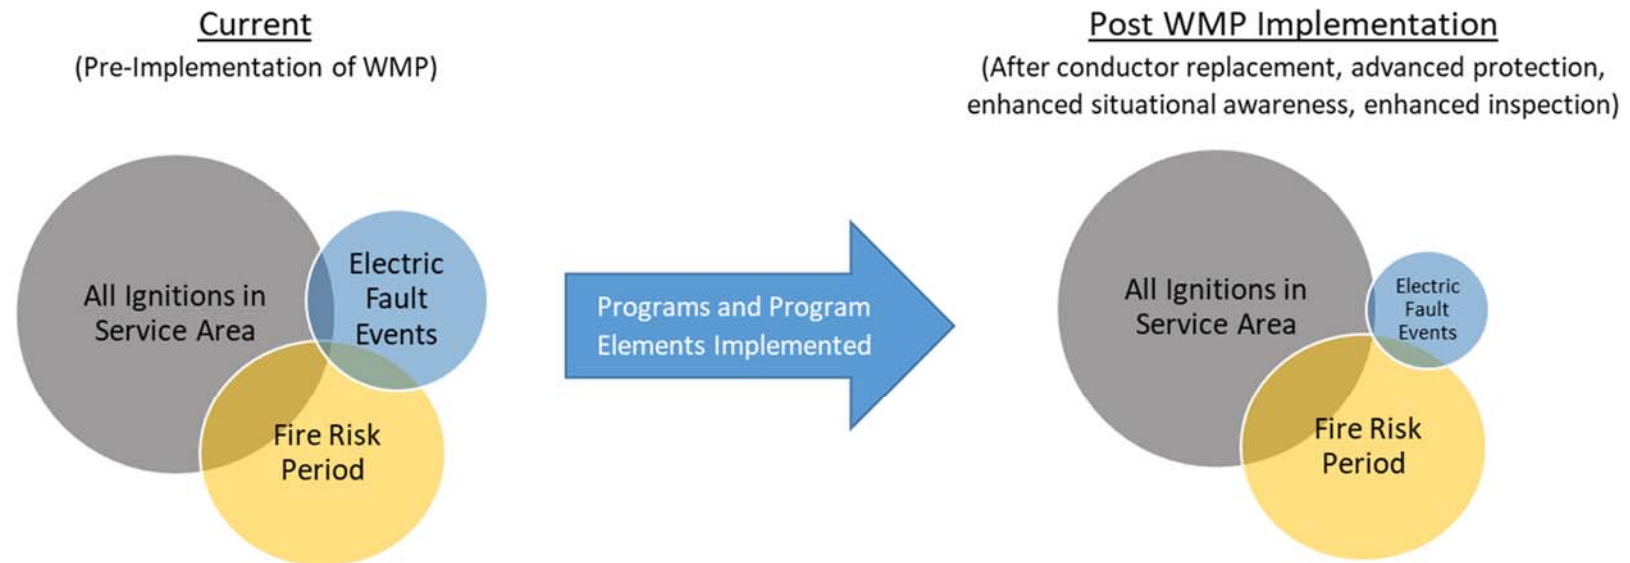 Current
(Pre-Implementation of WMP)
All Ignitions in
Service Area
Electric
Fault
Events
Fire Risk
Period
Programs and Program
Elements Implemented
Post WMP Implementation
(After conductor replacement, advanced protection,
enhanced situational awareness, enhanced inspection)
All Ignitions in
Service Area
Electric
Fault
Events
Fire Risk
Period